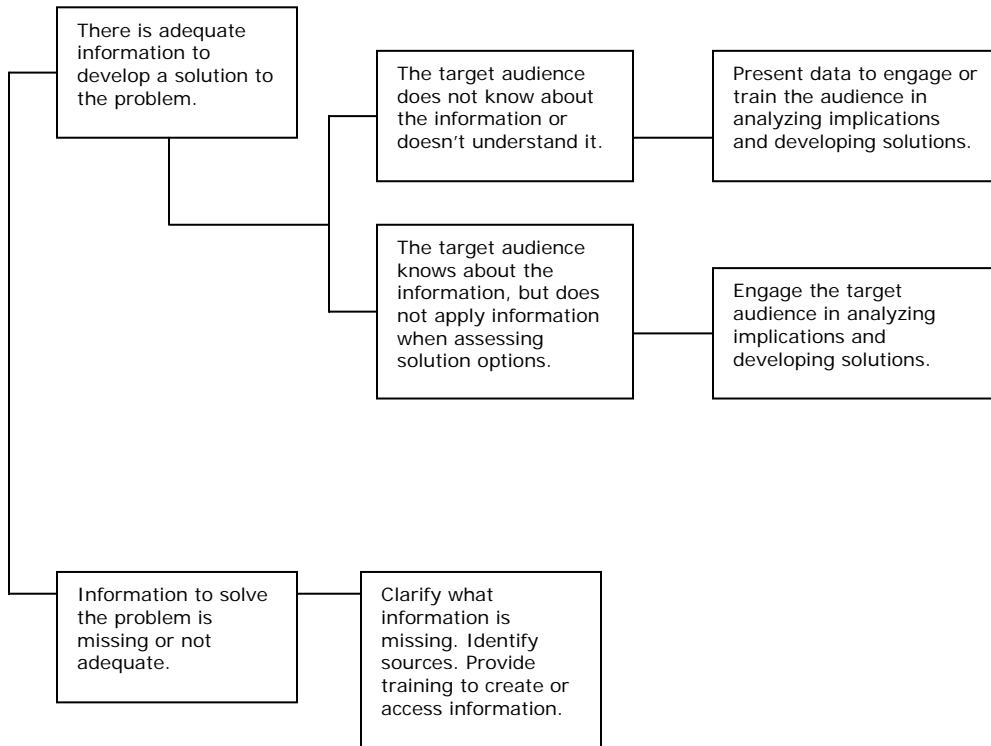 There is adequate
information to
develop a solution to
the problem.
The target audience
does not know about
the information or
doesn't understand it.
Present data to engage or
train the audience in
analyzing implications
and developing solutions.
The target audience
knows about the
information, but does
not apply information
when assessing
solution options.
Engage the target
audience in analyzing
implications and
developing solutions.
Information to solve
the problem is
missing or not
adequate.
Clarify what
information is
missing. Identify
sources. Provide
training to create or
access information.